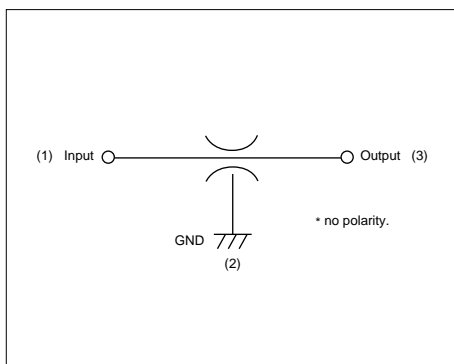 (1) Input Output (3)
* no polarity.
GND
(2)